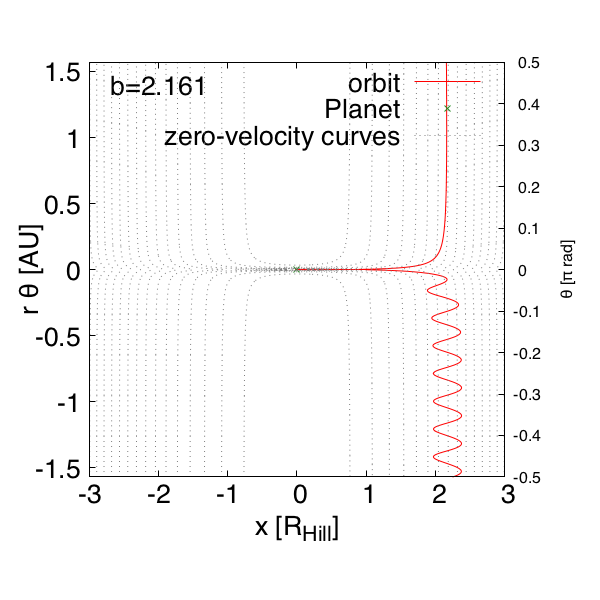 b=2.161
orbit
Planet
zero-velocity curves
1.5
1
0.5
0
-0.5
-1
-1.5
r θ [AU]
0.5
0.4
0.3
0.2
0.1
0
-0.1
-0.2
-0.3
-0.4
-0.5
θ [π rad]
-3 -2 -1 0 1 2 3
x [R_Hill]